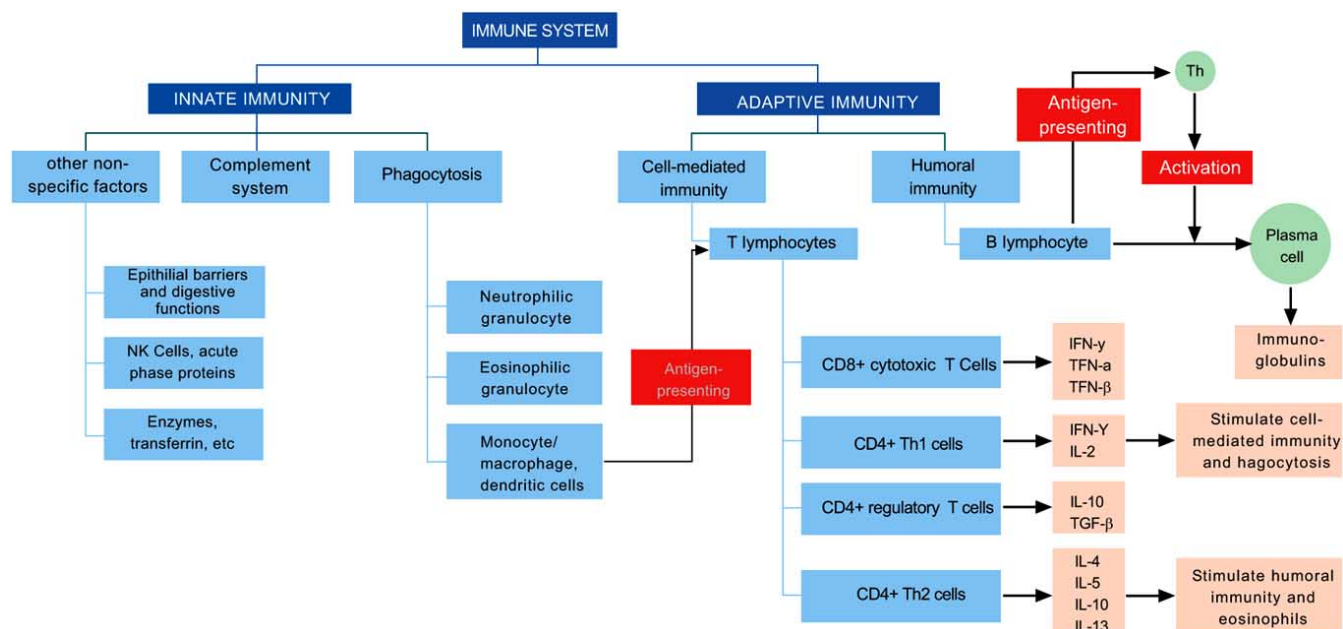 IMMUNE SYSTEM
INNATE IMMUNITY
ADAPTIVE IMMUNITY
other non-
specific factors
Complement
system
Phagocytosis
Cell-mediated
immunity
Humoral
immunity
Antigen-
presenting
Th
Activation
T lymphocytes
B lymphocyte
Plasma
cell
Epithilial barriers
and digestive
functions
NK Cells, acute
phase proteins
Enzymes,
transferrin, etc
Neutrophilic
granulocyte
Eosinophilic
granulocyte
Monocyte/
macrophage,
dendritic cells
Antigen-
presenting
CD8+ cytotoxic T Cells
IFN-y
TFN-a
TFN-β
Immuno-
globulins
CD4+ Th1 cells
IFN-Y
IL-2
Stimulate cell-
mediated immunity
and hagocytosis
CD4+ regulatory T cells
IL-10
TGF-β
CD4+ Th2 cells
IL-4
IL-5
IL-10
IL-13
Stimulate humoral
immunity and
eosinophils